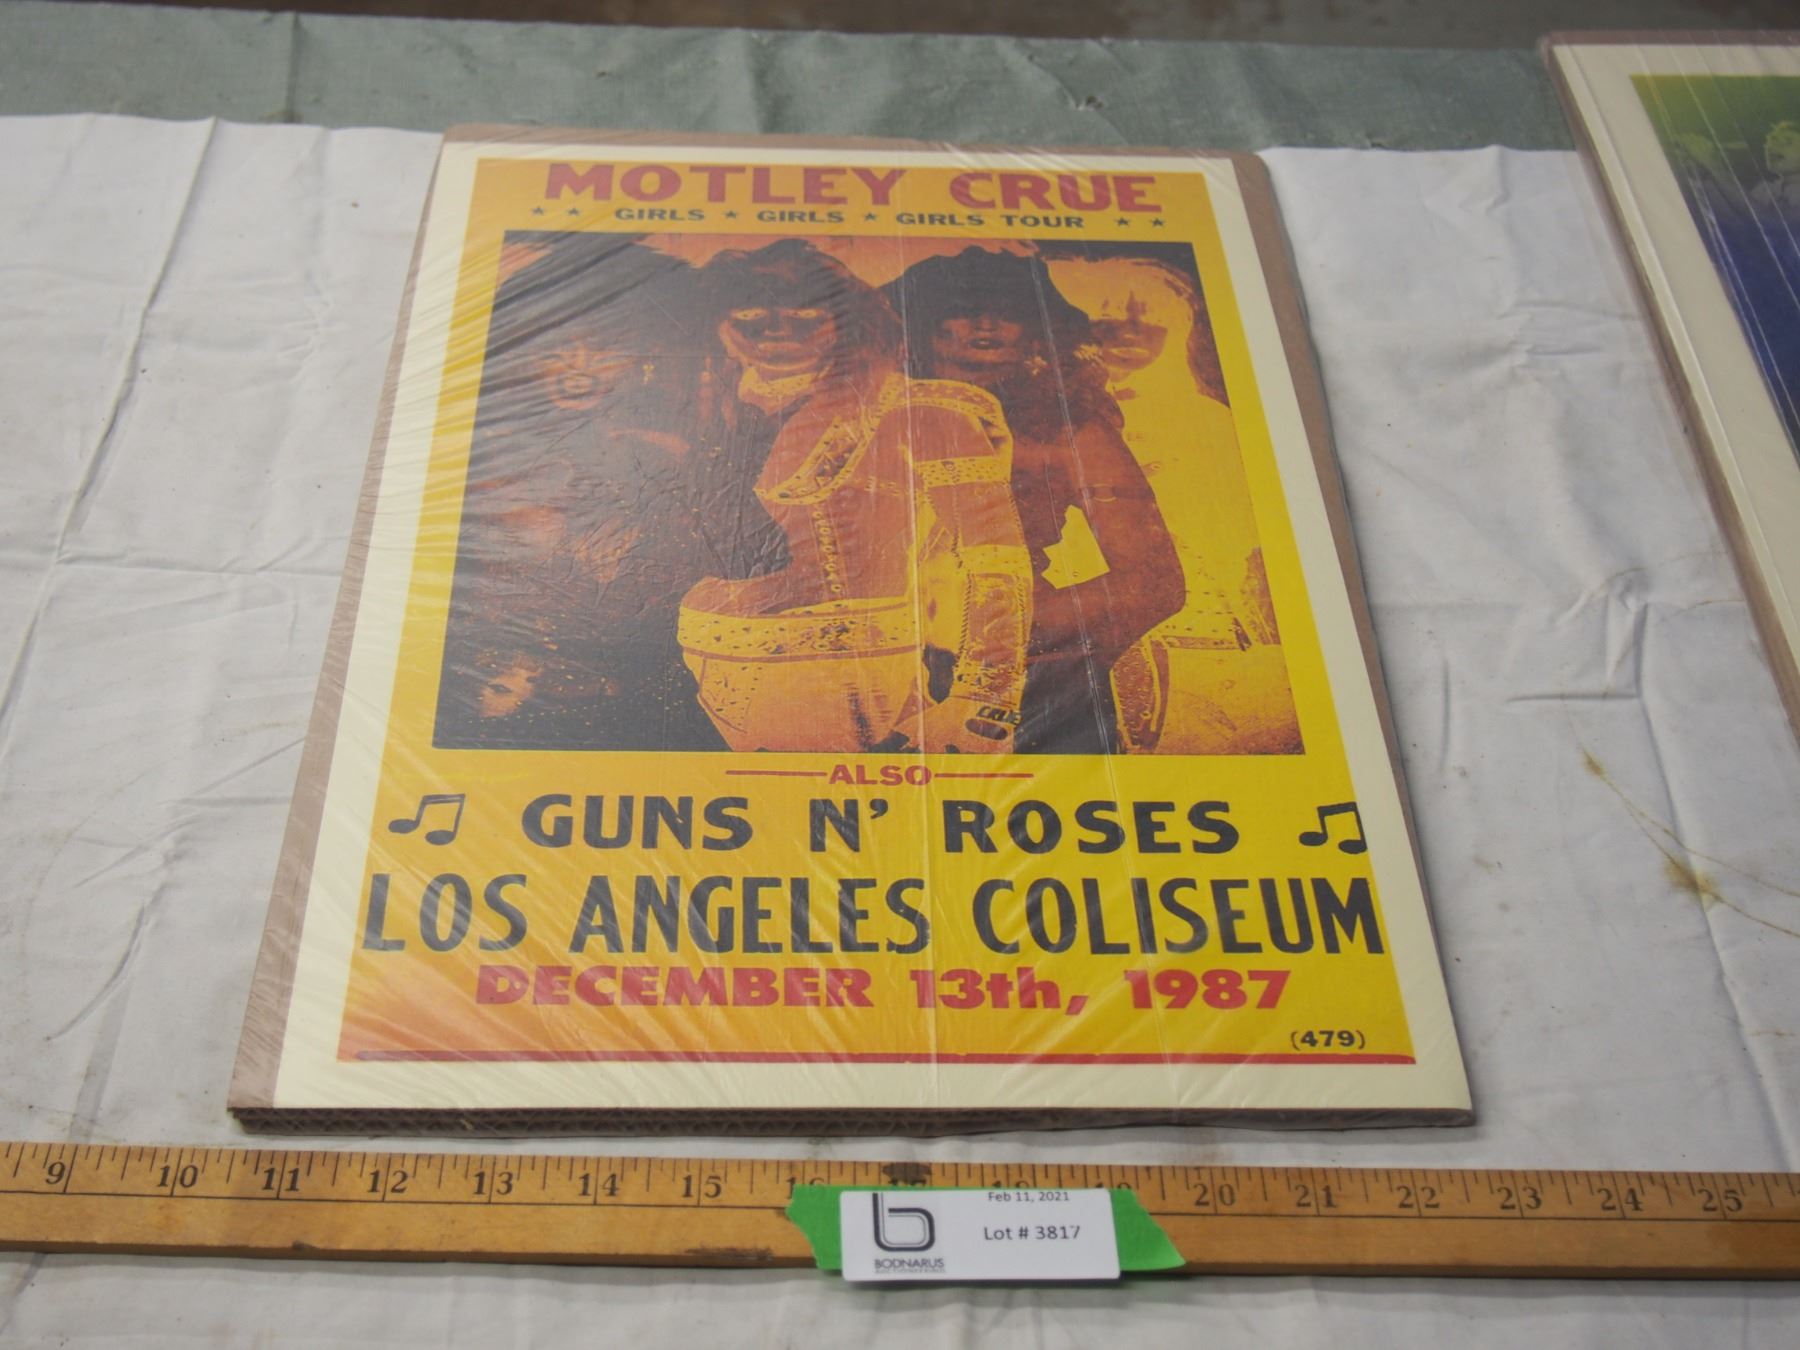 MOTLEY CRUE
★ ★ GIRLS ★ GIRLS ★ GIRLS TOUR ★ ★
CRUE
ALSO
♫ GUNS N' ROSES ♫
LOS ANGELES COLISEUM
DECEMBER 13th, 1987
(479)
9 10 11 12 13 14 15 20 21 22 23 24 25
Feb 11, 2021
Lot # 3817
b
BODNARUS